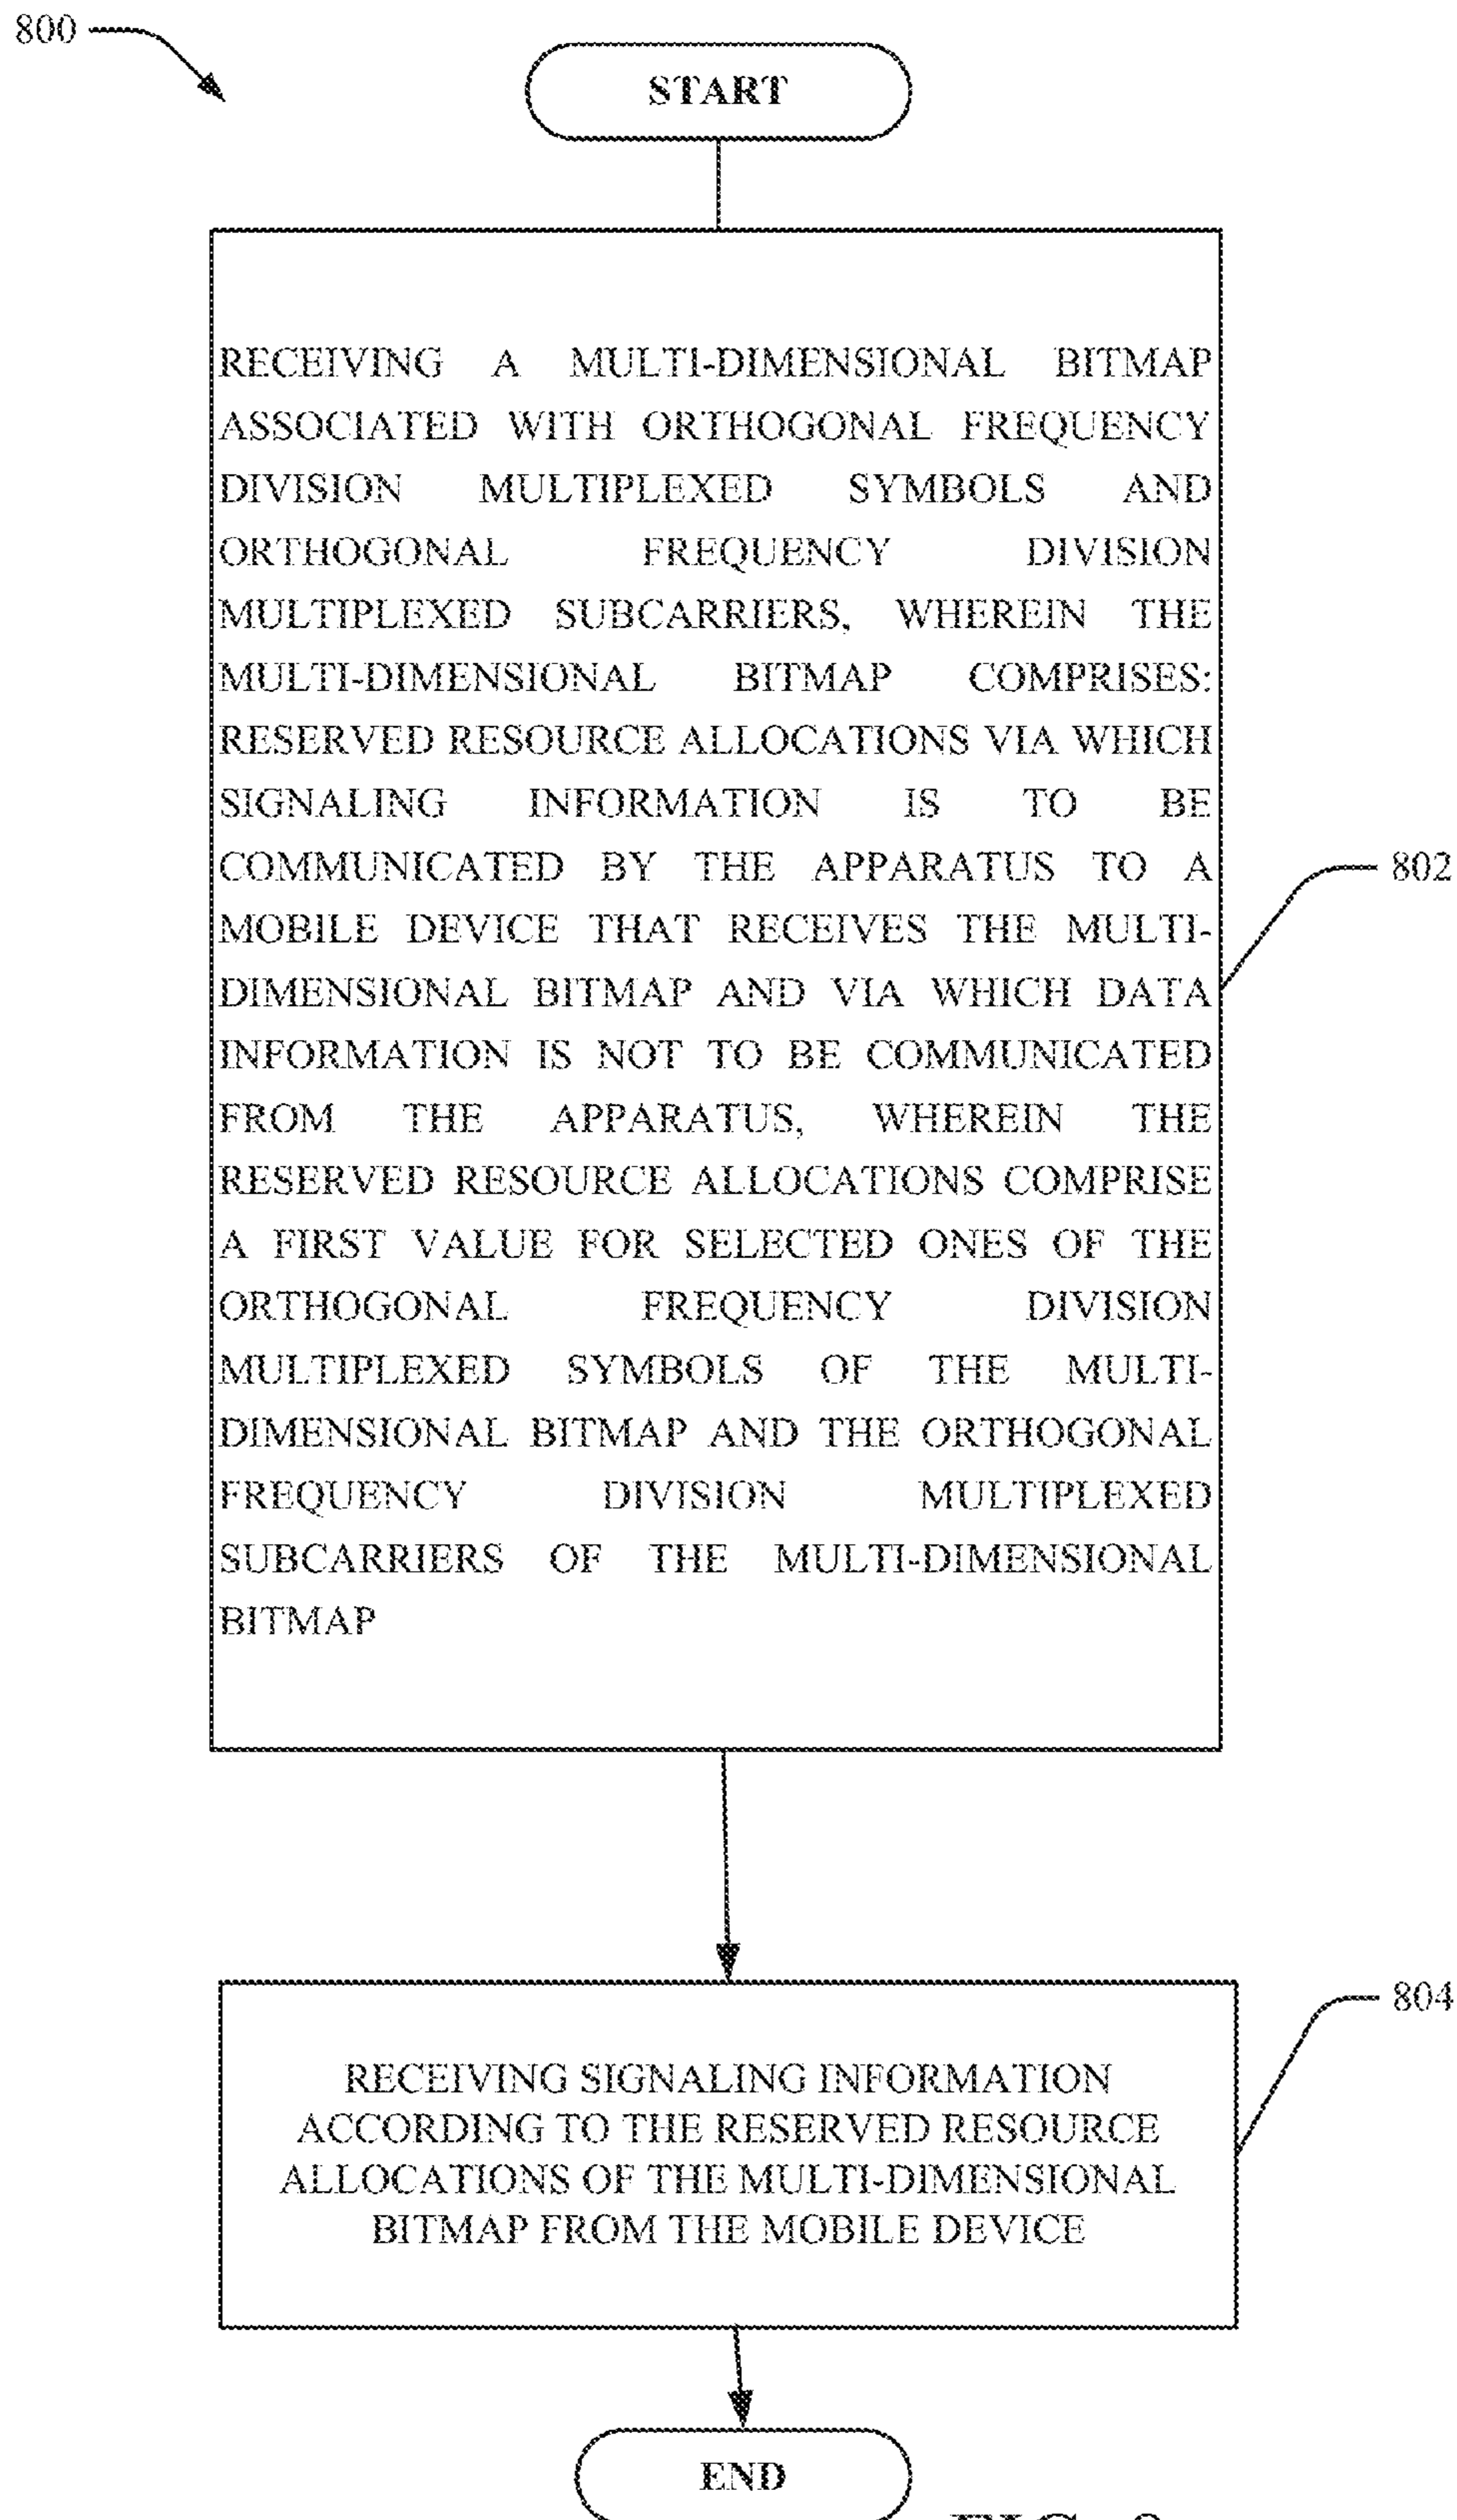 800
START
RECEIVING A MULTI-DIMENSIONAL BITMAP
ASSOCIATED WITH ORTHOGONAL FREQUENCY
DIVISION MULTIPLEXED SYMBOLS AND
ORTHOGONAL FREQUENCY DIVISION
MULTIPLEXED SUBCARRIERS, WHEREIN THE
MULTI-DIMENSIONAL BITMAP COMPRISES:
RESERVED RESOURCE ALLOCATIONS VIA WHICH
SIGNALING INFORMATION IS TO BE
COMMUNICATED BY THE APPARATUS TO A
MOBILE DEVICE THAT RECEIVES THE MULTI-
DIMENSIONAL BITMAP AND VIA WHICH DATA
INFORMATION IS NOT TO BE COMMUNICATED
FROM THE APPARATUS, WHEREIN THE
RESERVED RESOURCE ALLOCATIONS COMPRISE
A FIRST VALUE FOR SELECTED ONES OF THE
ORTHOGONAL FREQUENCY DIVISION
MULTIPLEXED SYMBOLS OF THE MULTI-
DIMENSIONAL BITMAP AND THE ORTHOGONAL
FREQUENCY DIVISION MULTIPLEXED
SUBCARRIERS OF THE MULTI-DIMENSIONAL
BITMAP
802
RECEIVING SIGNALING INFORMATION
ACCORDING TO THE RESERVED RESOURCE
ALLOCATIONS OF THE MULTI-DIMENSIONAL
BITMAP FROM THE MOBILE DEVICE
804
END